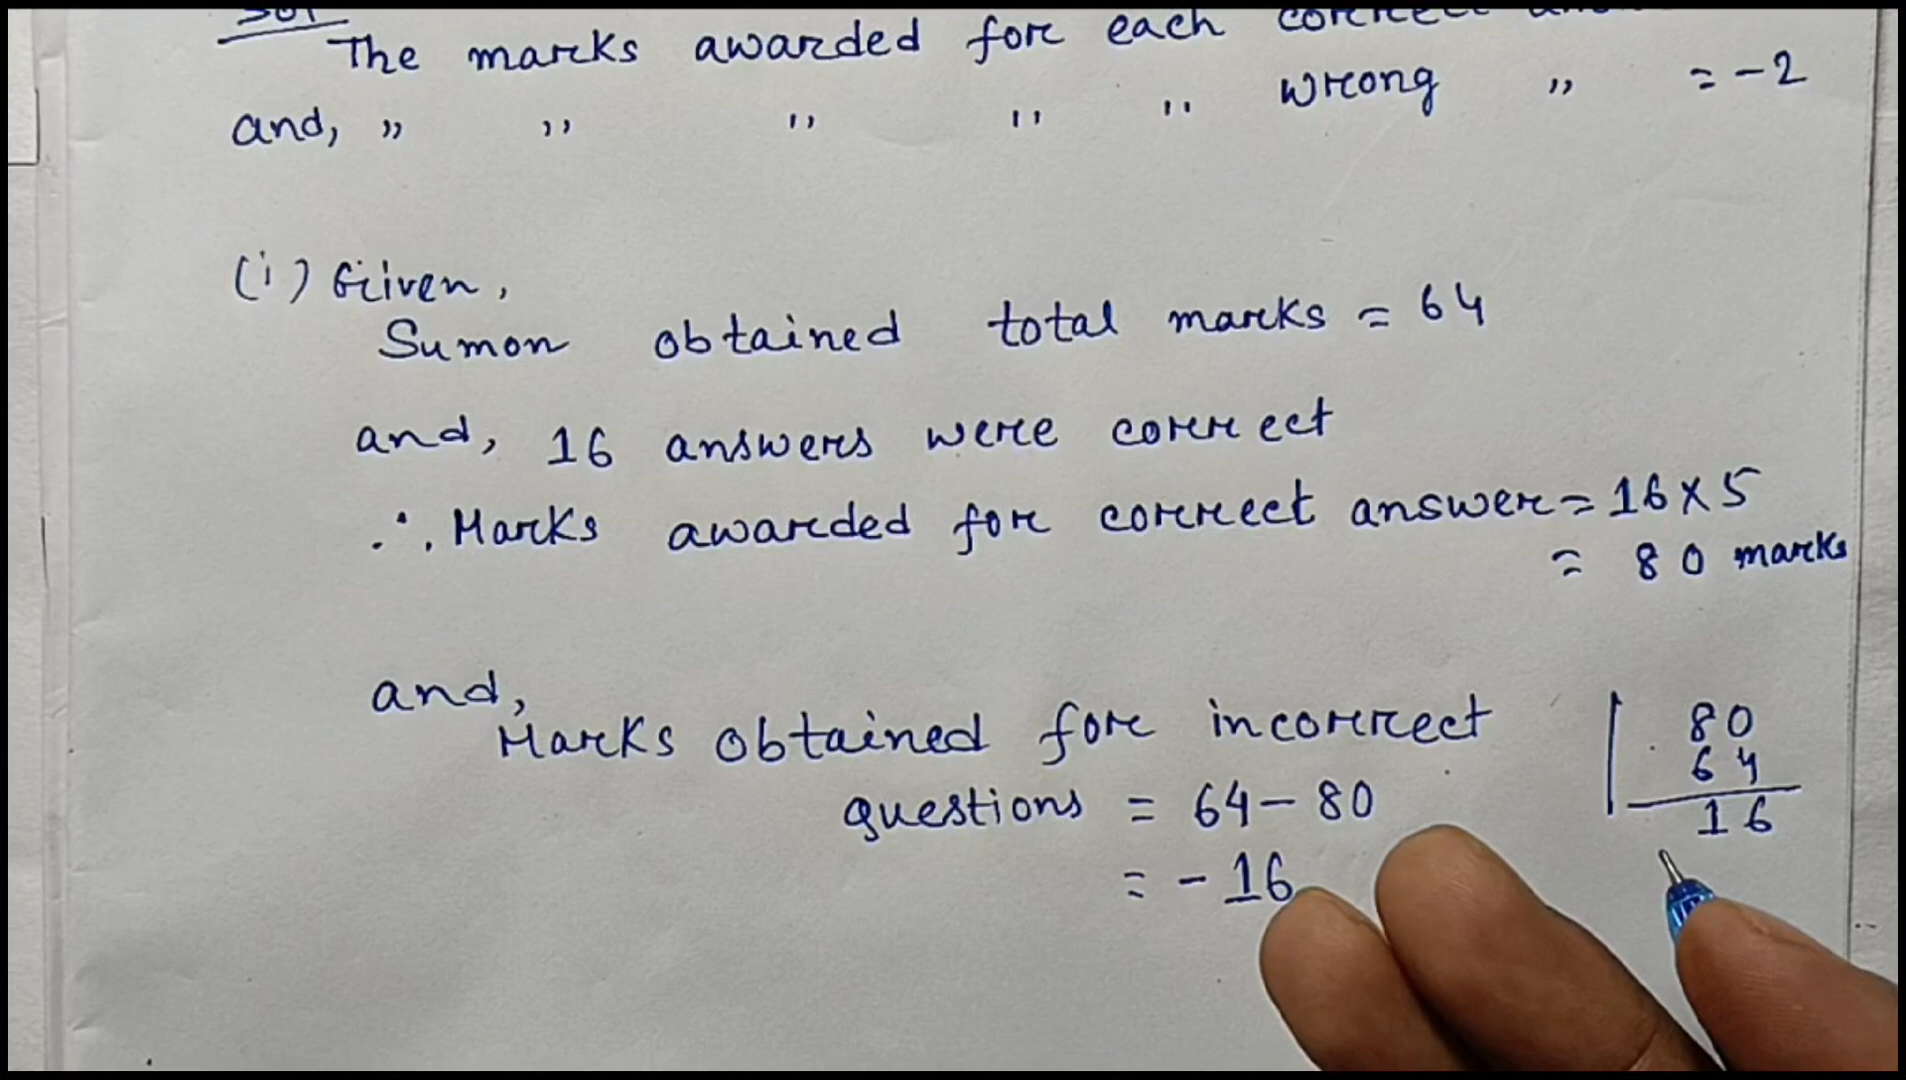 Sol
The marks awarded for each correct
and, ,, ,, ,, ,, ,, wrong ,, = -2
(i) Given,
Sumon obtained total marks = 64
and, 16 answers were correct
∴ Marks awarded for correct answer = 16 x 5
= 80 marks
and,
Marks obtained for incorrect
questions = 64 - 80
= - 16
80
64
16